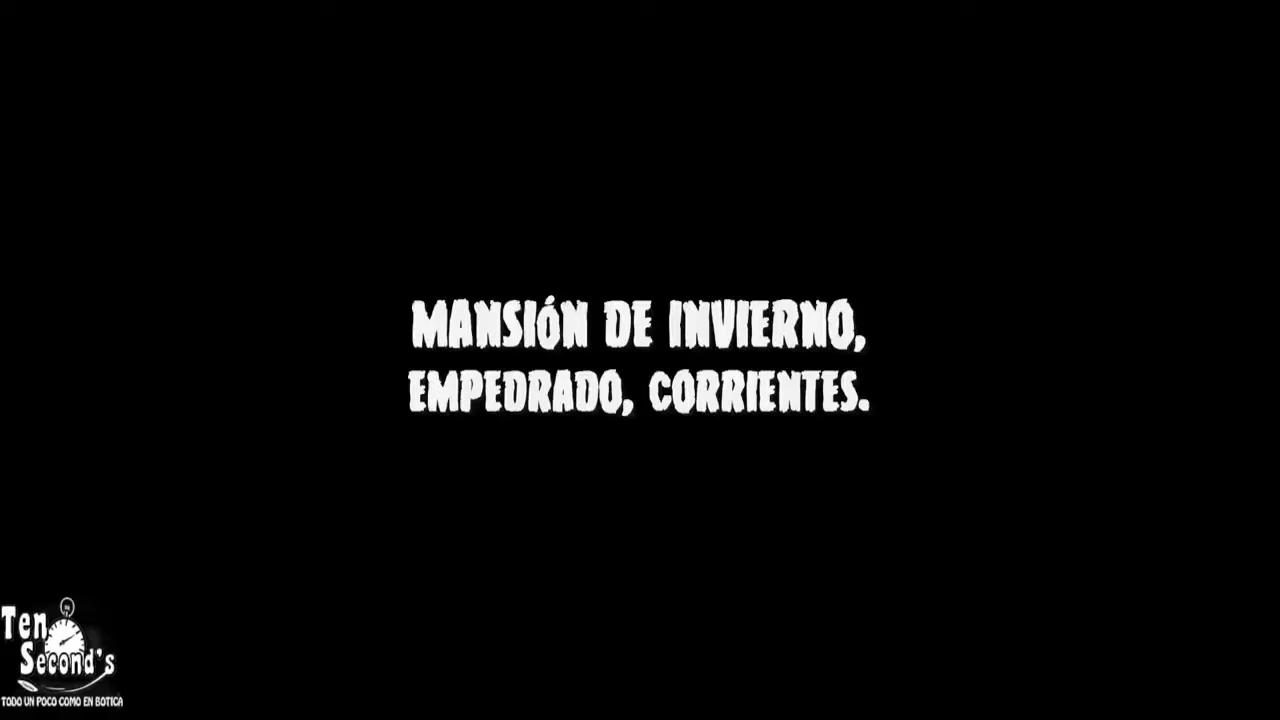 MANSIÓN DE INVIERNO,
EMPEDRADO, CORRIENTES.
Ten
Second's
TODO UN POCO COMO EN BOTICA